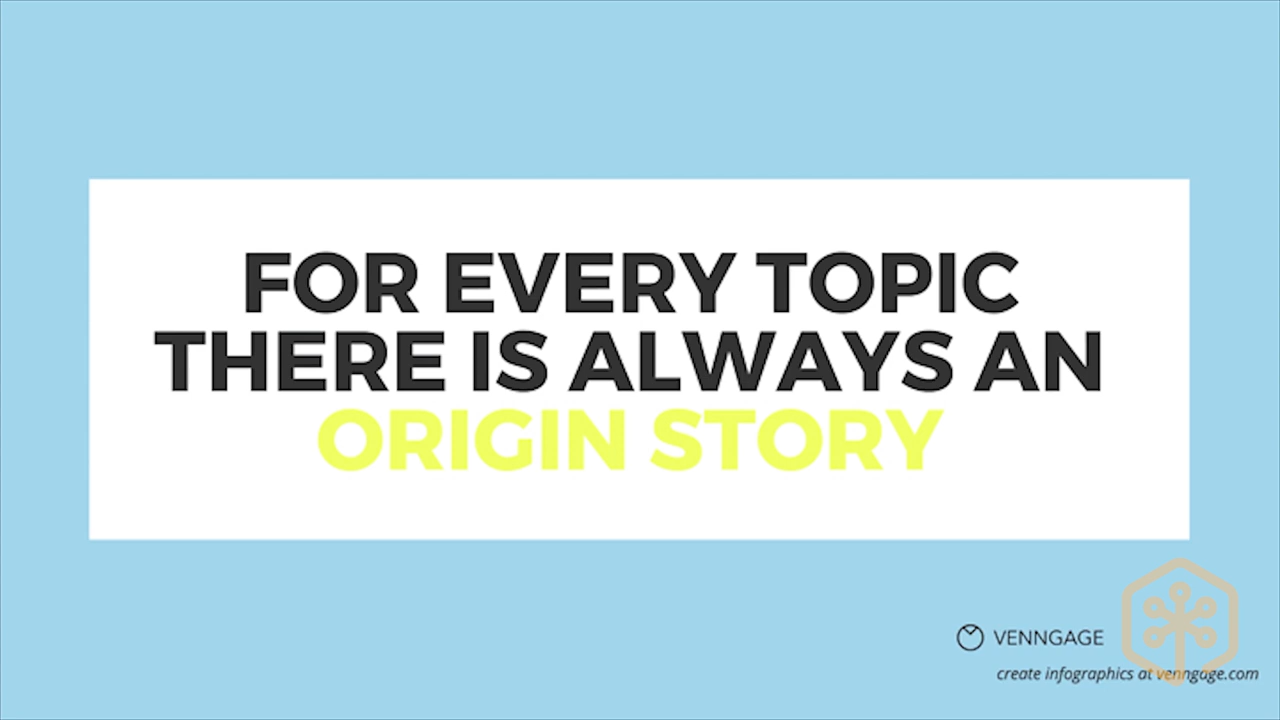 FOR EVERY TOPIC
THERE IS ALWAYS AN
ORIGIN STORY
VENNGAGE
create infographics at venngage.com